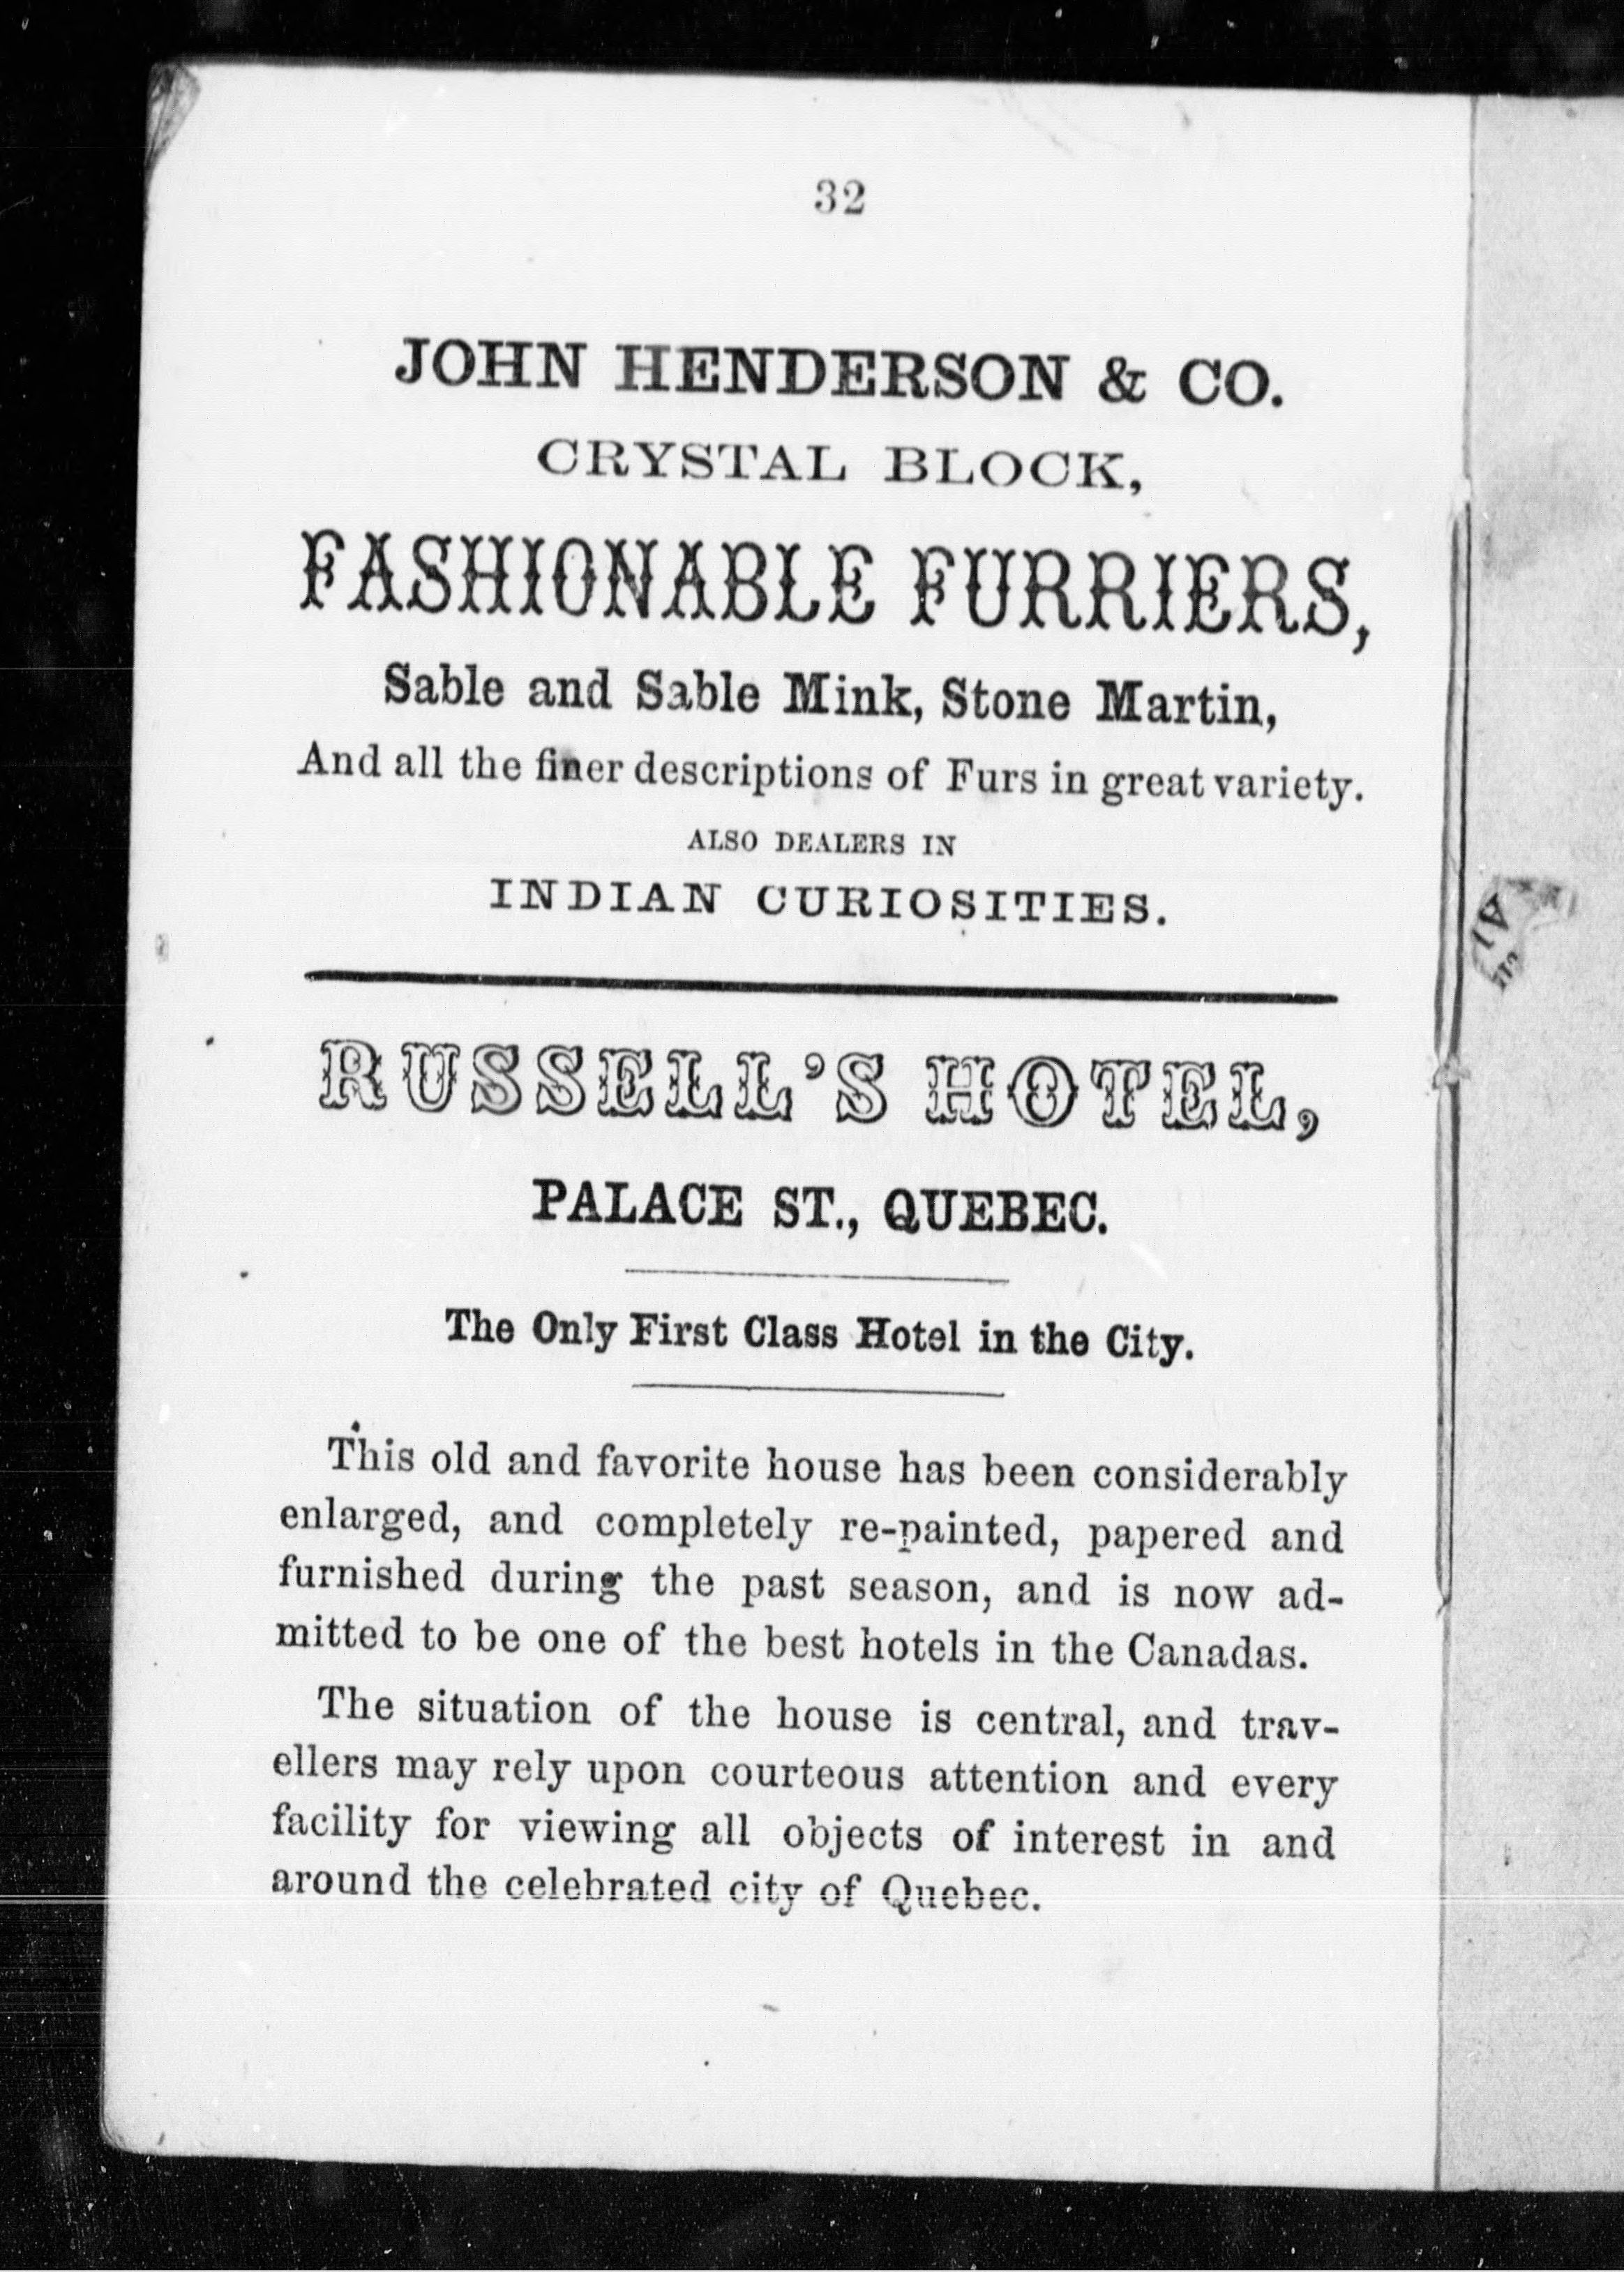 32
JOHN HENDERSON & CO.
CRYSTAL BLOCK,
FASHIONABLE FURRIERS,
Sable and Sable Mink, Stone Martin,
And all the finer descriptions of Furs in great variety.
ALSO DEALERS IN
INDIAN CURIOSITIES.
RUSSELL'S HOTEL,
PALACE ST., QUEBEC.
The Only First Class Hotel in the City.
This old and favorite house has been considerably
enlarged, and completely re-painted, papered and
furnished during the past season, and is now ad-
mitted to be one of the best hotels in the Canadas.
The situation of the house is central, and trav-
ellers may rely upon courteous attention and every
facility for viewing all objects of interest in and
around the celebrated city of Quebec.